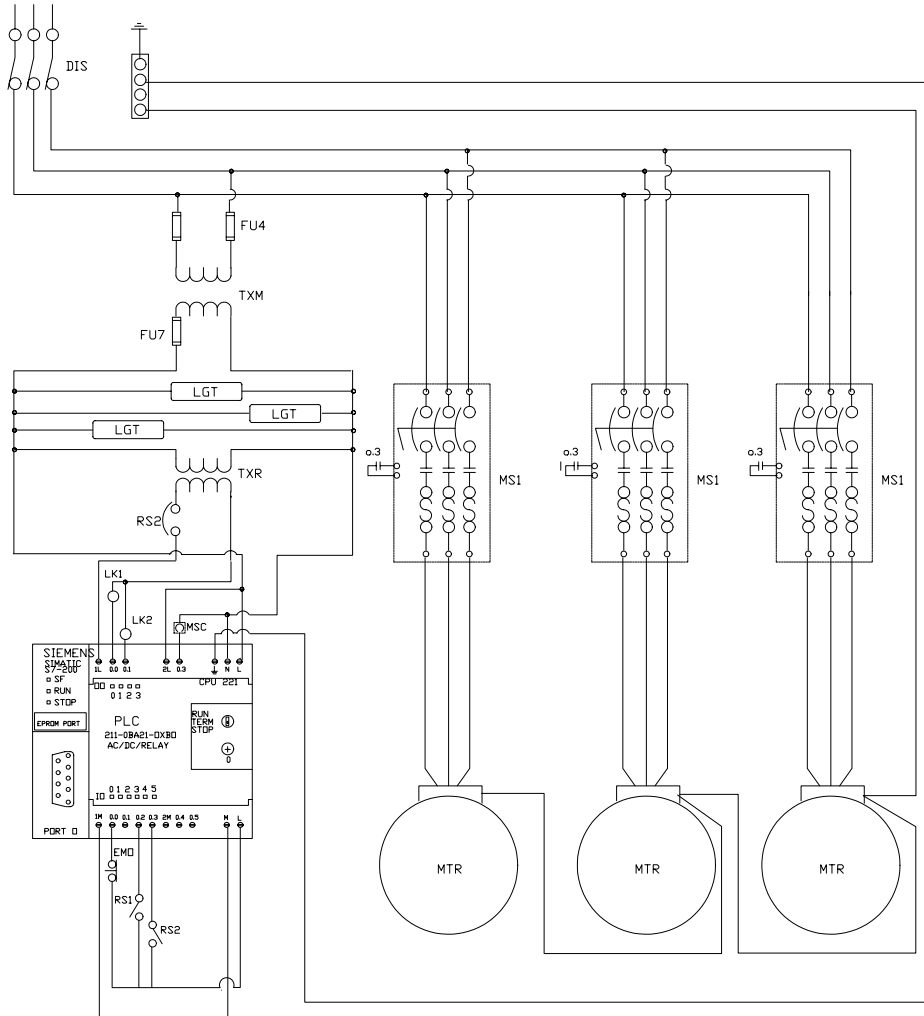 DIS
FU4
TXM
FU7
LGT
LGT
LGT
TXR
RS2
o.3
MS1
o.3
MS1
o.3
MS1
LK1
LK2
MSC
SIEMENS
SIMATIC
S7-200
SF
RUN
STOP
EPROM PORT
PORT 0
1L 0.0 0.1 2L 0.3 N L
CPU 221
0 1 2 3
PLC
211-0BA21-0XB0
AC/DC/RELAY
RUN
TERM
STOP
0
0 1 2 3 4 5
I0
1M 0.0 0.1 0.2 0.3 2M 0.4 0.5 M L
EMO
RS1
RS2
MTR
MTR
MTR